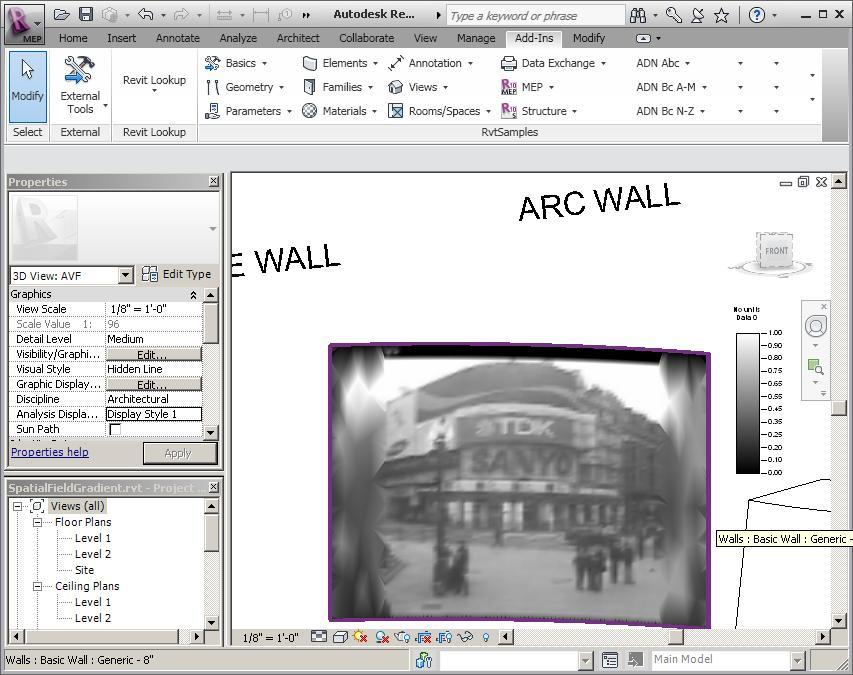 Autodesk Re...
Type a keyword or phrase
MEP
Home Insert Annotate Analyze Architect Collaborate View Manage Add-Ins Modify
Basics Elements Annotation Data Exchange ADN Abc
Geometry Families Views MEP ADN Bc A-M
Parameters Materials Rooms/Spaces Structure ADN Bc N-Z
Modify
External Tools
Revit Lookup
Select External Revit Lookup RvtSamples
Properties
3D View: AVF
Edit Type
Graphics
View Scale 1/8" = 1'-0"
Scale Value 1: 96
Detail Level Medium
Visibility/Graphi... Edit...
Visual Style Hidden Line
Graphic Display... Edit...
Discipline Architectural
Analysis Displa... Display Style 1
Sun Path
Properties help
Apply
SpatialFieldGradient.rvt - Project ...
Views (all)
Floor Plans
Level 1
Level 2
Site
Ceiling Plans
Level 1
Level 2
E WALL
ARC WALL
FRONT
No units
Data 0
1.00
0.90
0.80
0.75
0.65
0.55
0.45
0.35
0.25
0.20
0.10
0.00
TDK
SANYO
Walls : Basic Wall : Generic -
1/8" = 1'-0"
Walls : Basic Wall : Generic - 8"
Main Model